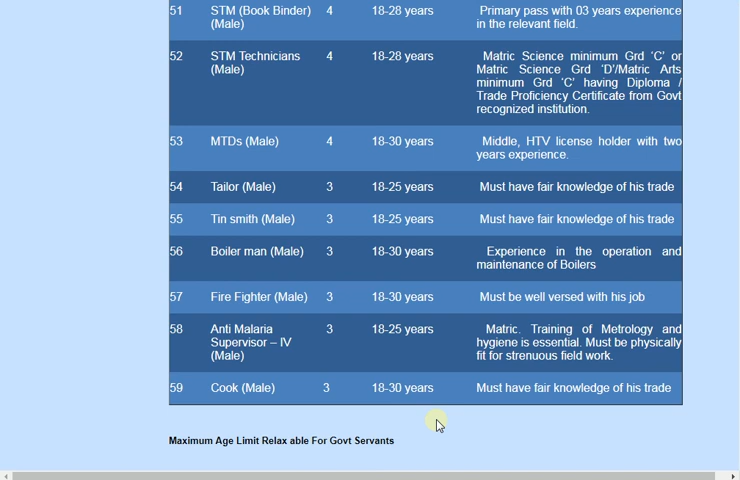 51 STM (Book Binder) 4 18-28 years Primary pass with 03 years experience
(Male) in the relevant field.
52 STM Technicians 4 18-28 years Matric Science minimum Grd ‘C’ or
(Male) Matric Science Grd ‘D’/Matric Arts
minimum Grd ‘C’ having Diploma /
Trade Proficiency Certificate from Govt
recognized institution.
53 MTDs (Male) 4 18-30 years Middle, HTV license holder with two
years experience.
54 Tailor (Male) 3 18-25 years Must have fair knowledge of his trade
55 Tin smith (Male) 3 18-25 years Must have fair knowledge of his trade
56 Boiler man (Male) 3 18-30 years Experience in the operation and
maintenance of Boilers
57 Fire Fighter (Male) 3 18-30 years Must be well versed with his job
58 Anti Malaria 3 18-25 years Matric. Training of Metrology and
Supervisor – IV hygiene is essential. Must be physically
(Male) fit for strenuous field work.
59 Cook (Male) 3 18-30 years Must have fair knowledge of his trade
Maximum Age Limit Relax able For Govt Servants